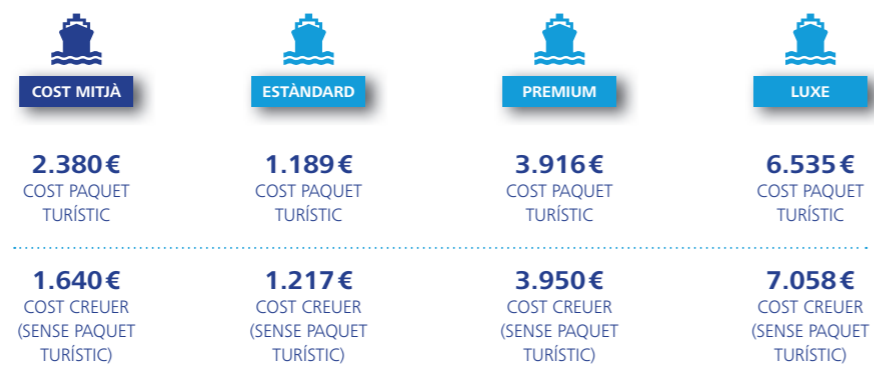 COST MITJÀ
ESTÀNDARD
PREMIUM
LUXE
2.380 €
COST PAQUET
TURÍSTIC
1.189 €
COST PAQUET
TURÍSTIC
3.916 €
COST PAQUET
TURÍSTIC
6.535 €
COST PAQUET
TURÍSTIC
1.640 €
COST CREUER
(SENSE PAQUET
TURÍSTIC)
1.217 €
COST CREUER
(SENSE PAQUET
TURÍSTIC)
3.950 €
COST CREUER
(SENSE PAQUET
TURÍSTIC)
7.058 €
COST CREUER
(SENSE PAQUET
TURÍSTIC)